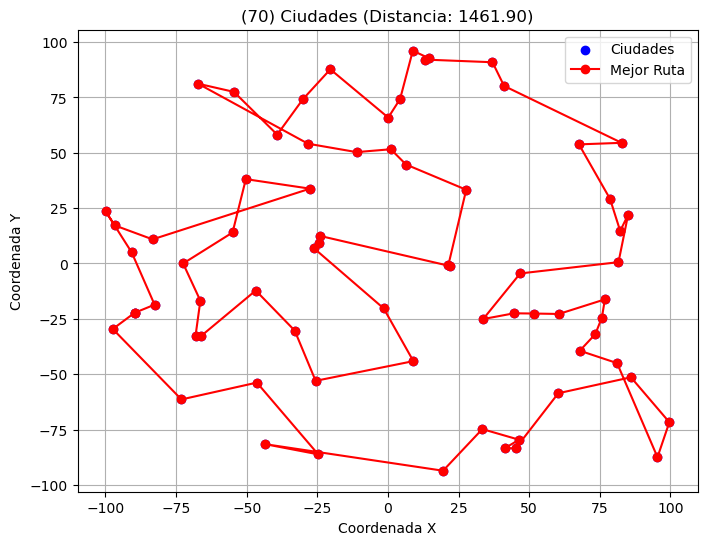 (70) Ciudades (Distancia: 1461.90)
Ciudades
Mejor Ruta
100
75
50
25
0
−25
−50
−75
−100
Coordenada Y
−100 −75 −50 −25 0 25 50 75 100
Coordenada X